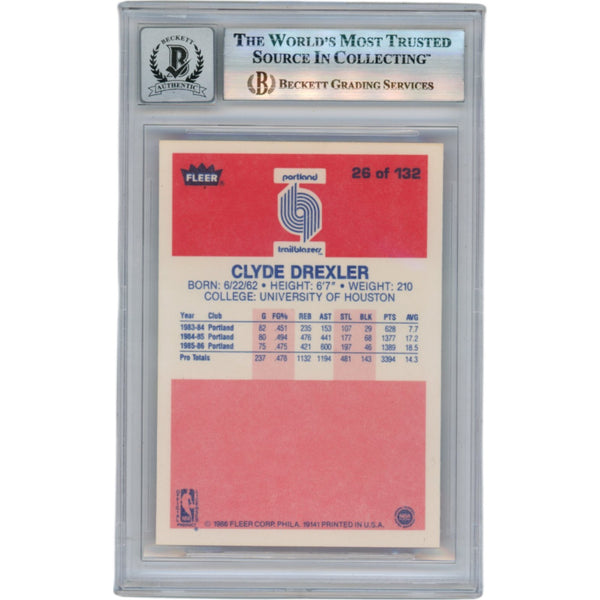 BECKETT
B
AUTHENTIC
THE WORLD'S MOST TRUSTED
SOURCE IN COLLECTING™
B BECKETT GRADING SERVICES
FLEER
portland
26 of 132
trailblazers
CLYDE DREXLER
BORN: 6/22/62 • HEIGHT: 6'7" • WEIGHT: 210
COLLEGE: UNIVERSITY OF HOUSTON
Year Club G FG% REB AST STL BLK PTS AVG
1983-84 Portland 82 .451 235 153 107 29 628 7.7
1984-85 Portland 80 .494 476 441 177 68 1377 17.2
1985-86 Portland 75 .475 421 600 197 46 1389 18.5
Pro Totals 237 .478 1132 1194 481 143 3394 14.3
NBA
PRODUCT
© 1986 FLEER CORP. PHILA. 19141 PRINTED IN U.S.A.